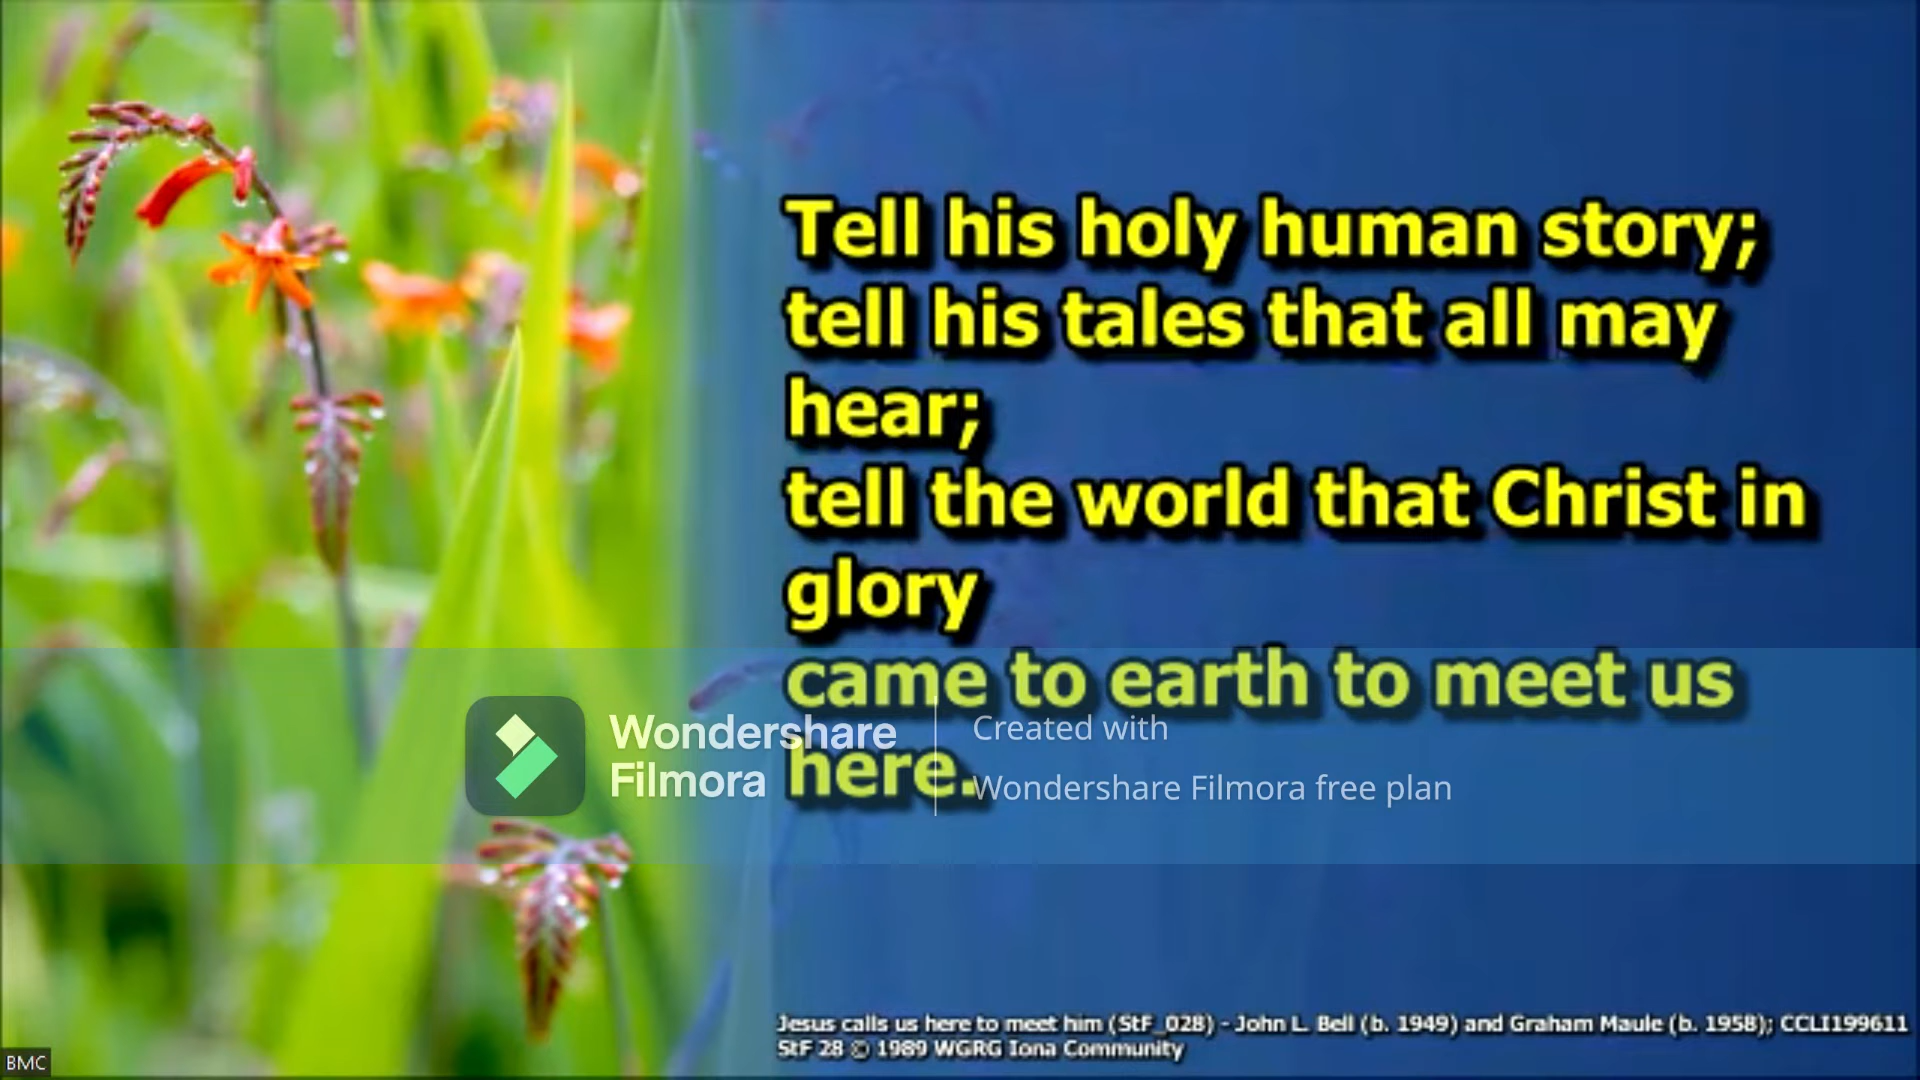 Tell his holy human story;
tell his tales that all may
hear;
tell the world that Christ in
glory
came to earth to meet us
here.
Wondershare
Filmora
Created with
Wondershare Filmora free plan
Jesus calls us here to meet him (StF_028) - John L. Bell (b. 1949) and Graham Maule (b. 1958); CCLI199611
StF 28 © 1989 WGRG Iona Community
BMC